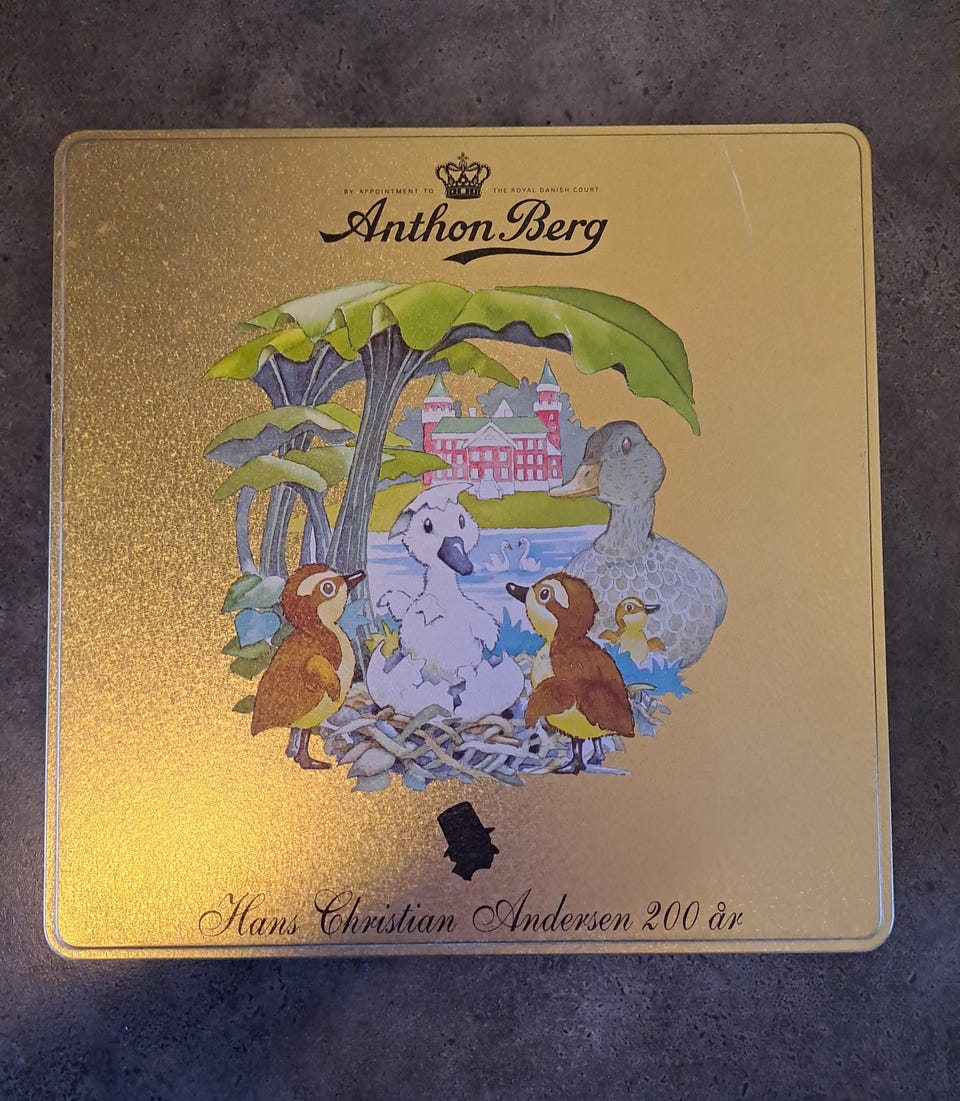 BY APPOINTMENT TO THE ROYAL DANISH COURT
Anthon Berg
Hans Christian Andersen 200 år